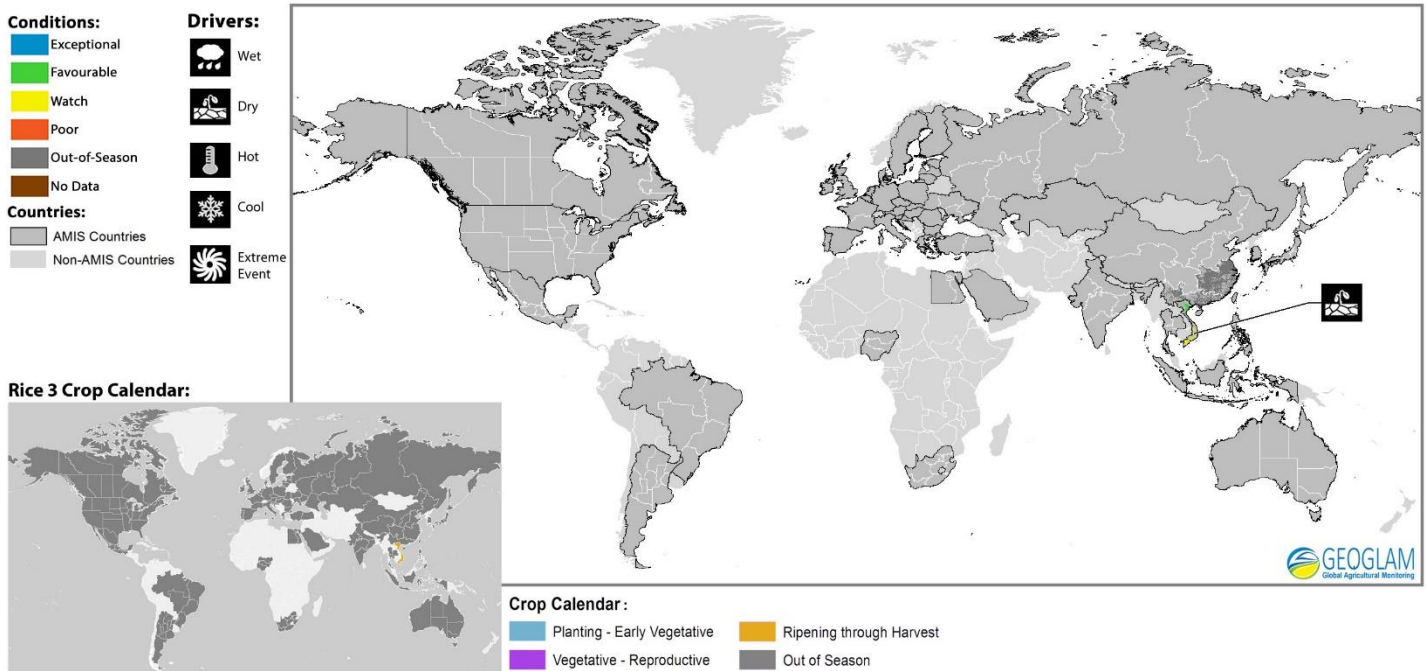 Conditions:
Exceptional
Favourable
Watch
Poor
Out-of-Season
No Data
Countries:
AMIS Countries
Non-AMIS Countries
Drivers:
Wet
Dry
Hot
Cool
Extreme
Event
Rice 3 Crop Calendar:
GEOGLAM
Global Agricultural Monitoring
Crop Calendar :
Planting - Early Vegetative
Vegetative - Reproductive
Ripening through Harvest
Out of Season